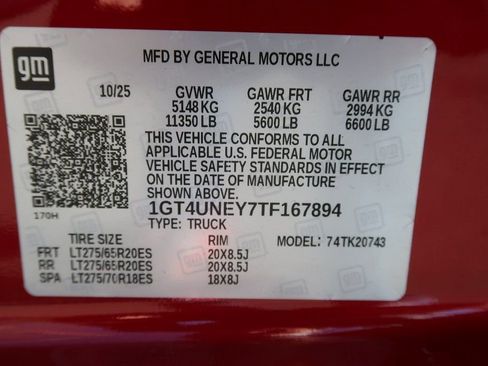 gm
MFD BY GENERAL MOTORS LLC
10/25 GVWR GAWR FRT GAWR RR
5148 KG 2540 KG 2994 KG
11350 LB 5600 LB 6600 LB
THIS VEHICLE CONFORMS TO ALL
APPLICABLE U.S. FEDERAL MOTOR
VEHICLE SAFETY STANDARDS IN EFFECT
ON THE DATE OF MANUFACTURE
SHOWN ABOVE.
170H
1GT4UNEY7TF167894
TYPE: TRUCK
TIRE SIZE RIM MODEL: 74TK20743
FRT LT275/65R20ES 20X8.5J
RR LT275/65R20ES 20X8.5J
SPA LT275/70R18ES 18X8J